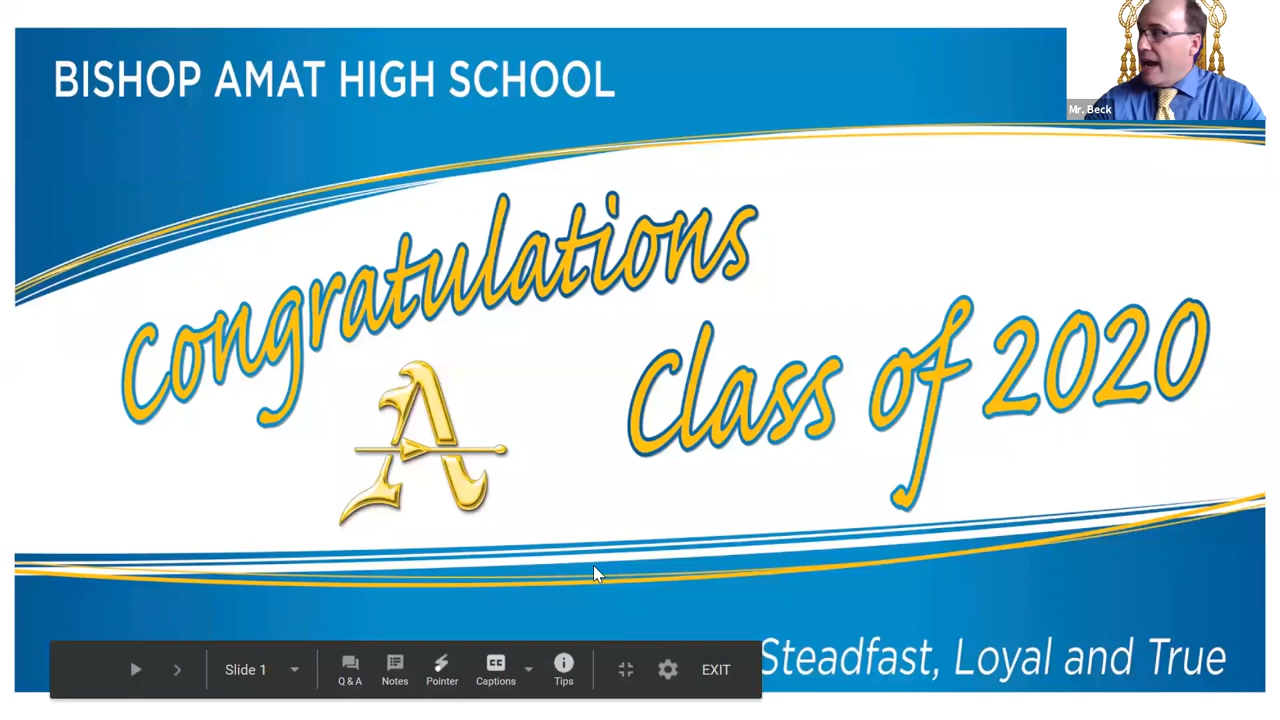 BISHOP AMAT HIGH SCHOOL
Mr. Beck
Congratulations
A
Class of 2020
Steadfast, Loyal and True
Slide 1
Q & A
Notes
Pointer
CC
Captions
Tips
EXIT